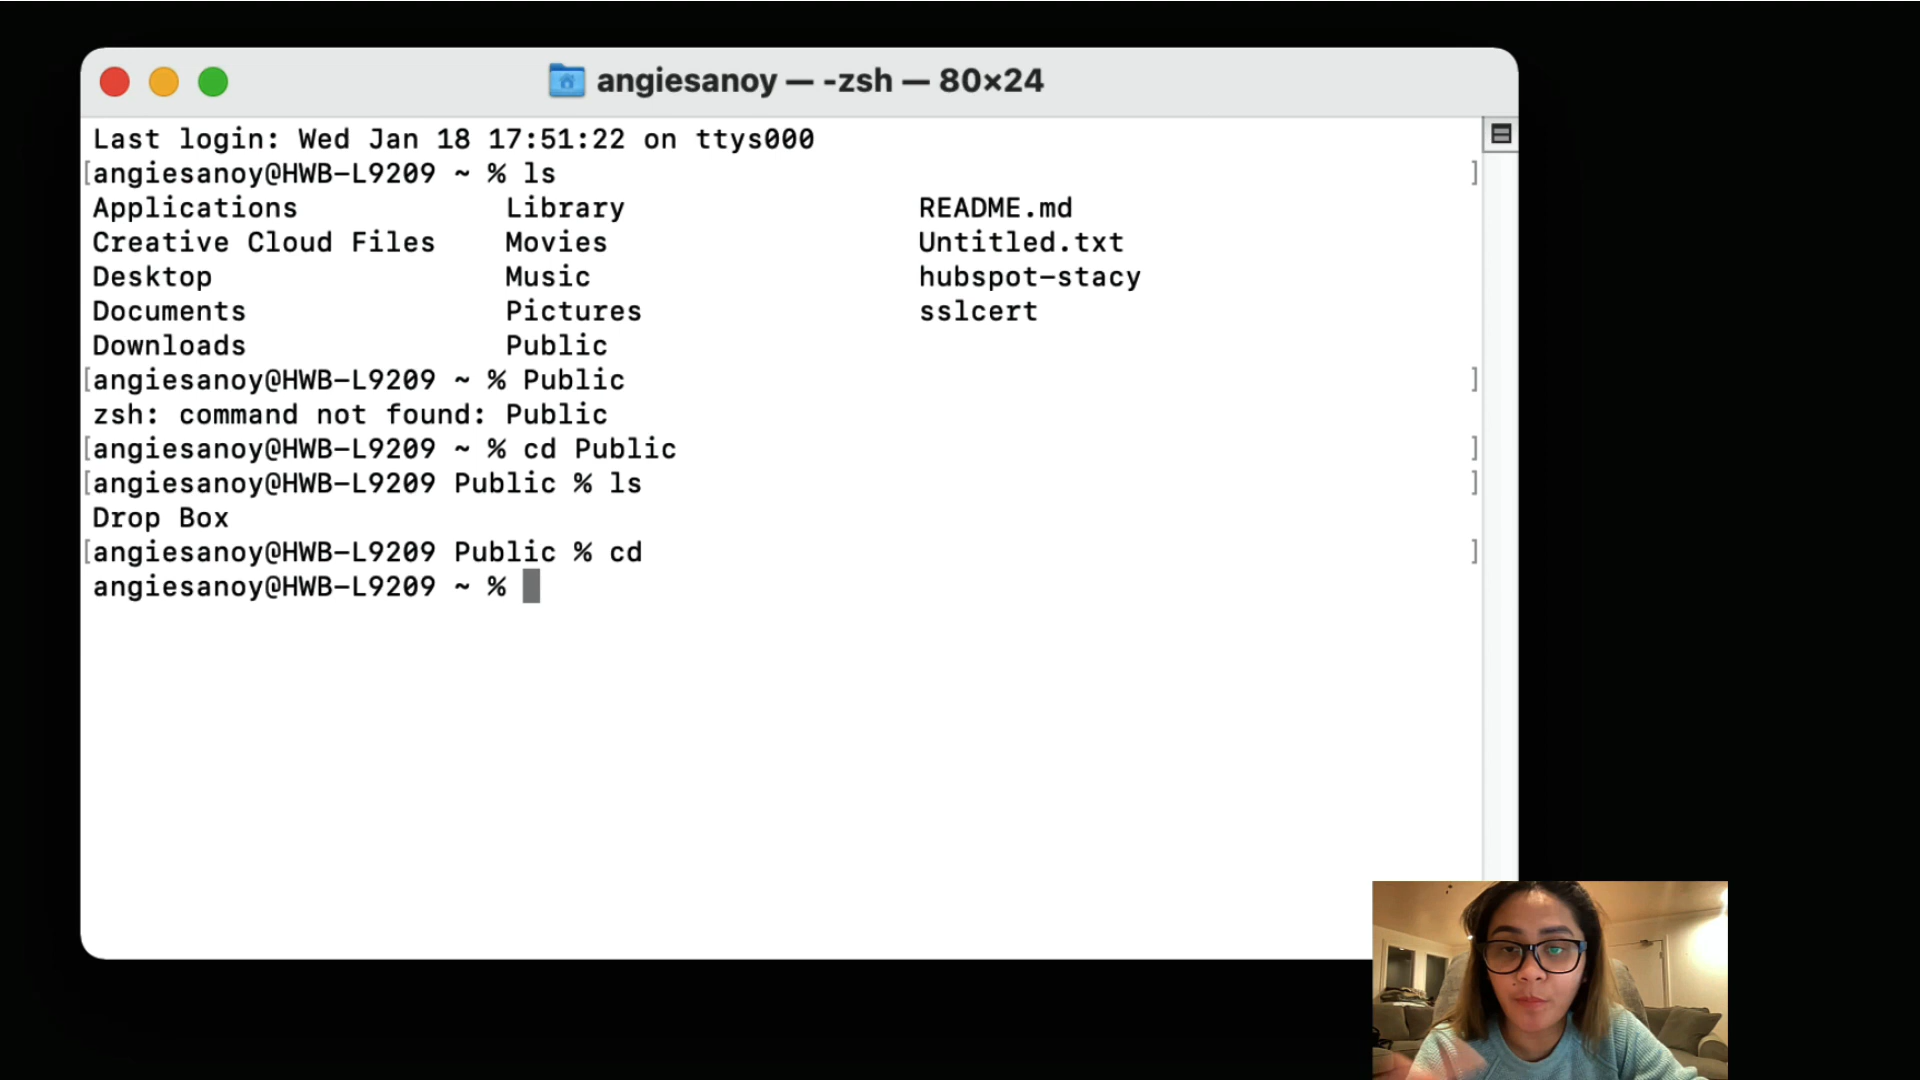 angiesanoy — -zsh — 80×24
Last login: Wed Jan 18 17:51:22 on ttys000
[angiesanoy@HWB-L9209 ~ % ls ]
Applications Library README.md
Creative Cloud Files Movies Untitled.txt
Desktop Music hubspot-stacy
Documents Pictures sslcert
Downloads Public
[angiesanoy@HWB-L9209 ~ % Public ]
zsh: command not found: Public
[angiesanoy@HWB-L9209 ~ % cd Public ]
[angiesanoy@HWB-L9209 Public % ls ]
Drop Box
[angiesanoy@HWB-L9209 Public % cd ]
angiesanoy@HWB-L9209 ~ %